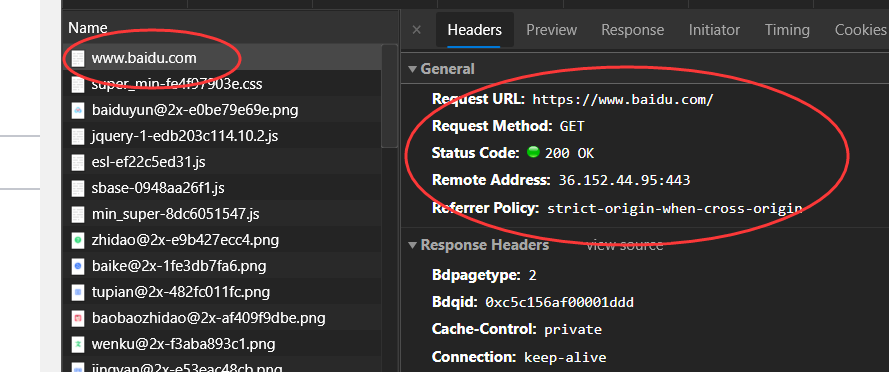 Name
www.baidu.com
super_min-fe4f97903e.css
baiduyun@2x-e0be79e69e.png
jquery-1-edb203c114.10.2.js
esl-ef22c5ed31.js
sbase-0948aa26f1.js
min_super-8dc6051547.js
zhidao@2x-e9b427ecc4.png
baike@2x-1fe3db7fa6.png
tupian@2x-482fc011fc.png
baobaozhidao@2x-af409f9dbe.png
wenku@2x-f3aba893c1.png
jingyan@2x-e53eac48cb.png
Headers Preview Response Initiator Timing Cookies
General
Request URL: https://www.baidu.com/
Request Method: GET
Status Code: 200 OK
Remote Address: 36.152.44.95:443
Referrer Policy: strict-origin-when-cross-origin
Response Headers view source
Bdpagetype: 2
Bdqid: 0xc5c156af00001ddd
Cache-Control: private
Connection: keep-alive